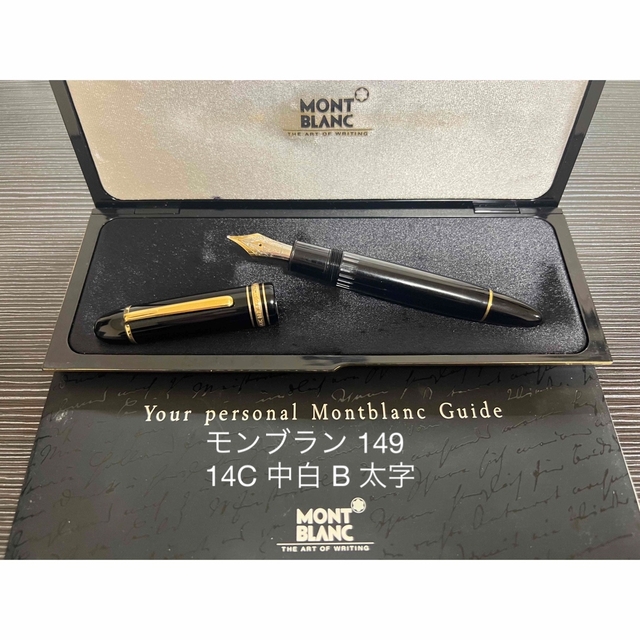 MONT
BLANC
THE ART OF WRITING
Your personal Montblanc Guide
モンブラン 149
14C 中白 B 太字
MONT
BLANC
THE ART OF WRITING